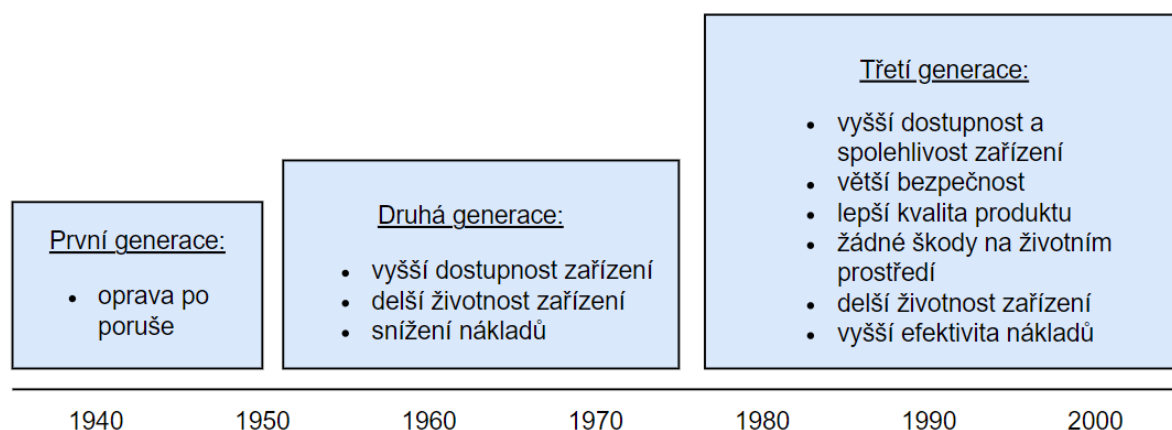 První generace:
• oprava po
poruše
Druhá generace:
• vyšší dostupnost zařízení
• delší životnost zařízení
• snížení nákladů
Třetí generace:
• vyšší dostupnost a
spolehlivost zařízení
• větší bezpečnost
• lepší kvalita produktu
• žádné škody na životním
prostředí
• delší životnost zařízení
• vyšší efektivita nákladů
1940 1950 1960 1970 1980 1990 2000